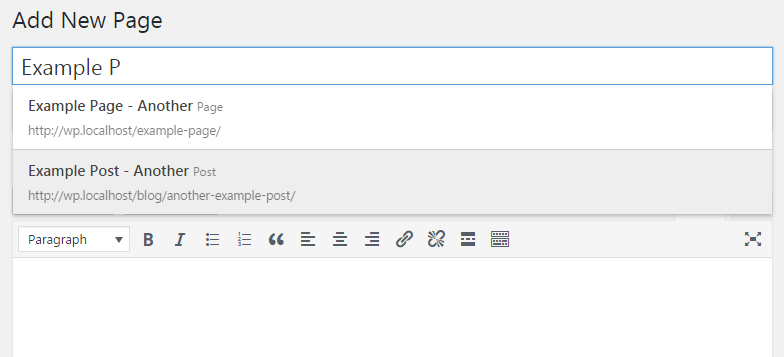 Add New Page
Example P
Example Page - Another Page
http://wp.localhost/example-page/
Example Post - Another Post
http://wp.localhost/blog/another-example-post/
Paragraph B I